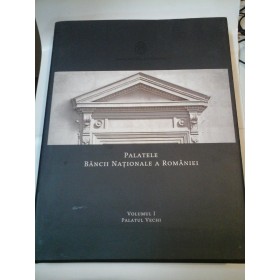 PALATELE
BĂNCII NAȚIONALE A ROMÂNIEI
VOLUMUL I
PALATUL VECHI